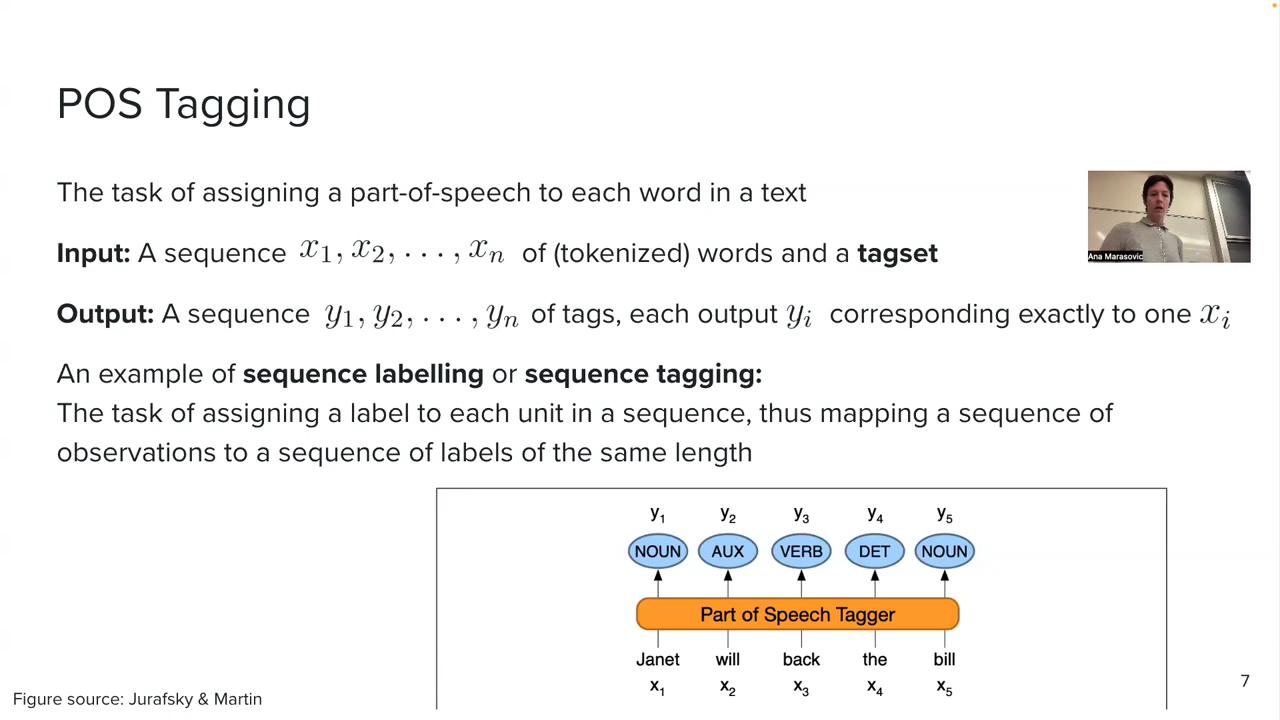 POS Tagging
The task of assigning a part-of-speech to each word in a text
Input: A sequence x₁, x₂, . . . , xₙ of (tokenized) words and a tagset
Output: A sequence y₁, y₂, . . . , yₙ of tags, each output yᵢ corresponding exactly to one xᵢ
An example of sequence labelling or sequence tagging:
The task of assigning a label to each unit in a sequence, thus mapping a sequence of
observations to a sequence of labels of the same length
Ana Marasovic
y₁ y₂ y₃ y₄ y₅
NOUN AUX VERB DET NOUN
Part of Speech Tagger
Janet will back the bill
x₁ x₂ x₃ x₄ x₅
Figure source: Jurafsky & Martin
7